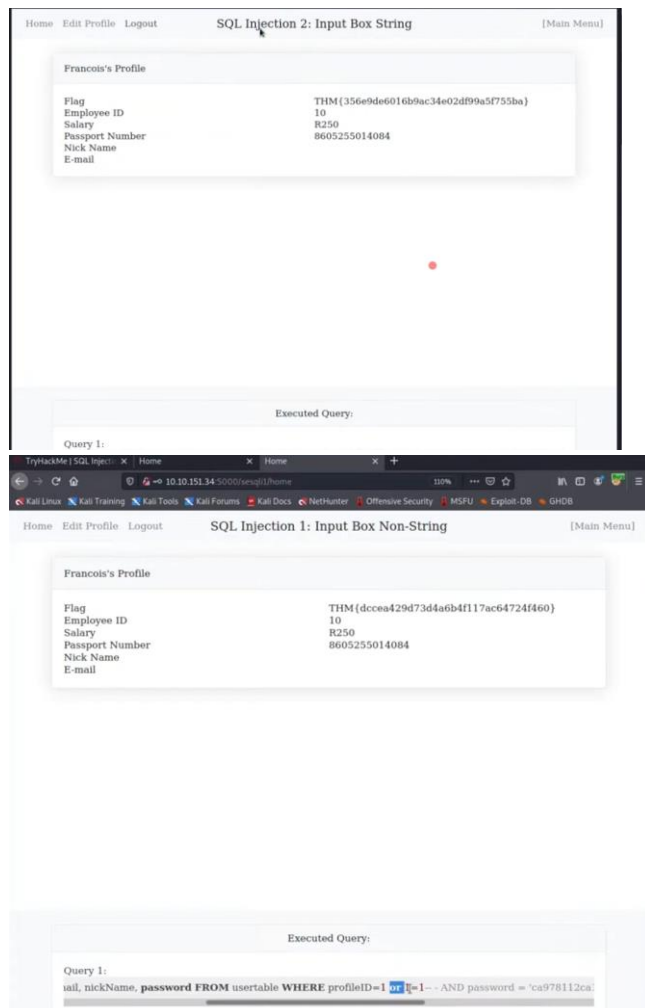 Home Edit Profile Logout SQL Injection 2: Input Box String [Main Menu]
Francois's Profile
Flag THM{356e9de6016b9ac34e02df99a5f755ba}
Employee ID 10
Salary R250
Passport Number 8605255014084
Nick Name
E-mail
Executed Query:
Query 1:
TryHackMe | SQL Injecti Home Home
10.10.151.34:5000/sesqli1/home 110%
Kali Linux Kali Training Kali Tools Kali Forums Kali Docs NetHunter Offensive Security MSFU Exploit-DB GHDB
Home Edit Profile Logout SQL Injection 1: Input Box Non-String [Main Menu]
Francois's Profile
Flag THM{dccea429d73d4a6b4f117ac64724f460}
Employee ID 10
Salary R250
Passport Number 8605255014084
Nick Name
E-mail
Executed Query:
Query 1:
nail, nickName, password FROM usertable WHERE profileID=1 or 1=1-- - AND password = 'ca978112ca